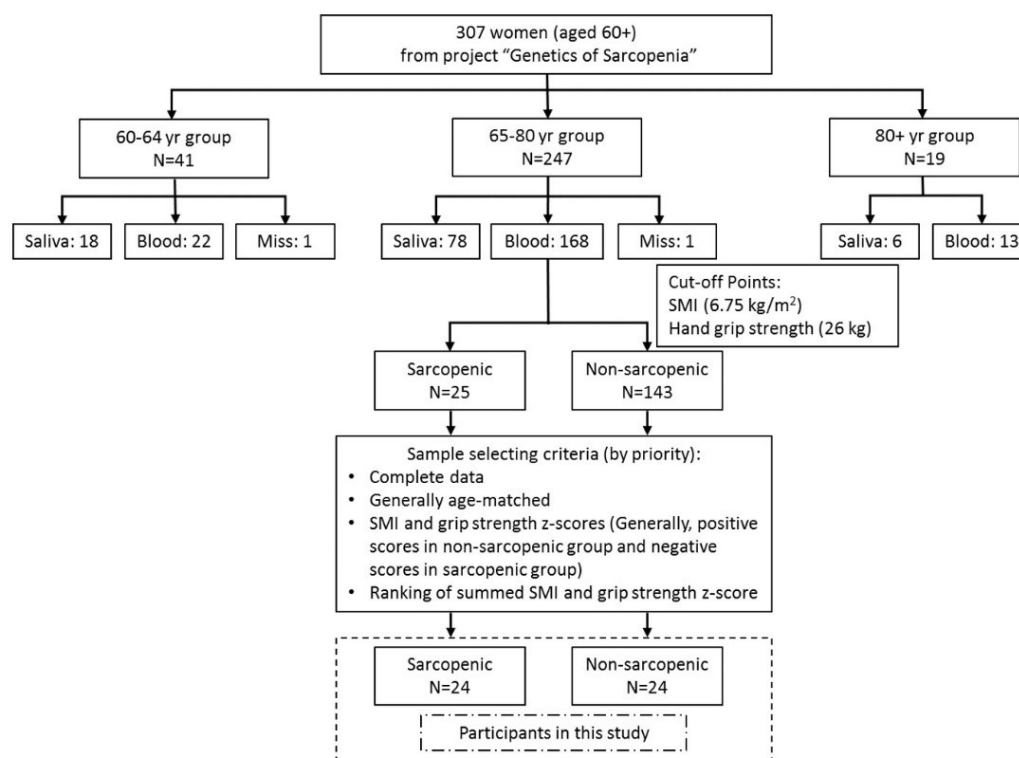 307 women (aged 60+)
from project “Genetics of Sarcopenia”
60-64 yr group
N=41
65-80 yr group
N=247
80+ yr group
N=19
Saliva: 18
Blood: 22
Miss: 1
Saliva: 78
Blood: 168
Miss: 1
Saliva: 6
Blood: 13
Cut-off Points:
SMI (6.75 kg/m²)
Hand grip strength (26 kg)
Sarcopenic
N=25
Non-sarcopenic
N=143
Sample selecting criteria (by priority):
• Complete data
• Generally age-matched
• SMI and grip strength z-scores (Generally, positive
scores in non-sarcopenic group and negative
scores in sarcopenic group)
• Ranking of summed SMI and grip strength z-score
Sarcopenic
N=24
Non-sarcopenic
N=24
Participants in this study